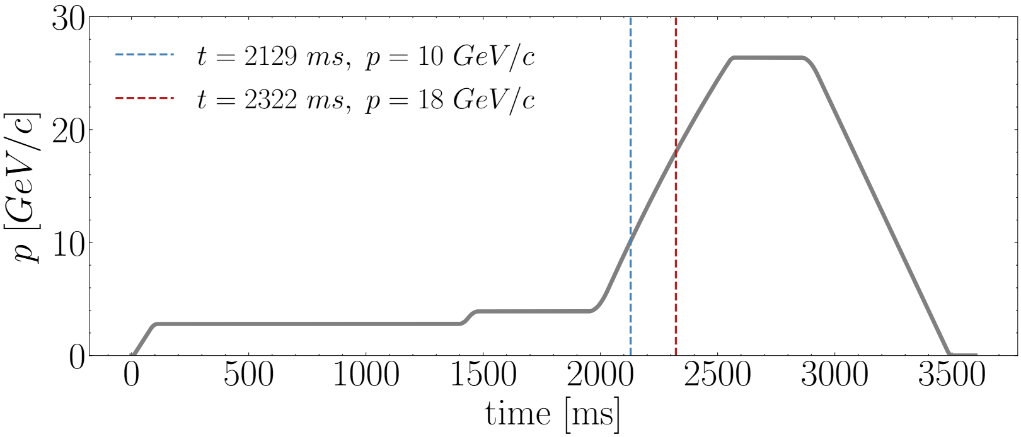 30
20
10
0
p [GeV/c]
t = 2129 ms, p = 10 GeV/c
t = 2322 ms, p = 18 GeV/c
0 500 1000 1500 2000 2500 3000 3500
time [ms]